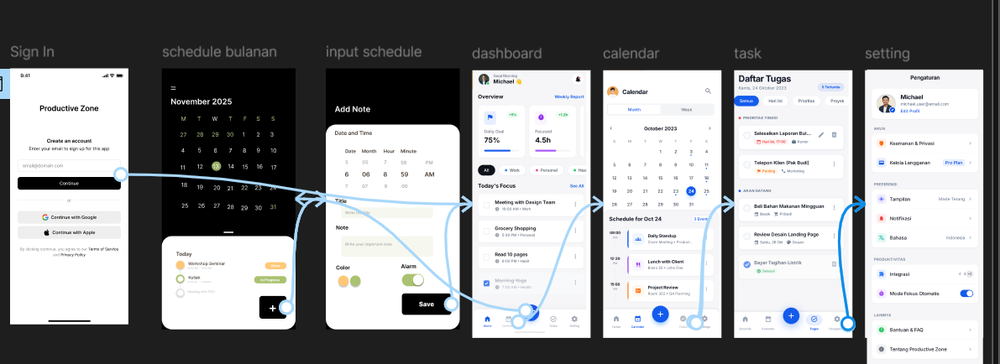 Sign In
9:41
Productive Zone
Create an account
Enter your email to sign up for this app
email@domain.com
Continue
or
Continue with Google
Continue with Apple
By clicking continue, you agree to our Terms of Service
and Privacy Policy
schedule bulanan
November 2025
M T W T F S S
27 28 29 30 1 2 3
4 5 6 7 8 9 10
11 12 13 14 15 16 17
18 19 20 21 22 23 24
25 26 27 28 29 30 31
Today
Workshop Seminar
Kuliah
In Progress
+
input schedule
Add Note
Date and Time
Date Month Hour Minute
5 05 7 58 PM
6 06 8 59 AM
7 07 8 00
Title
Note
Write your important note
Color
Alarm
Save
dashboard
Good Morning
Michael 👋
Overview
Weekly Report
+5%
Daily Goal
75%
+1.2h
Focused
4.5h
All
Work
Personal
Hea
Today's Focus
See All
Meeting with Design Team
10:00 AM • Work
Grocery Shopping
5:30 PM • Personal
Read 10 pages
9:00 PM • Habit
Morning Yoga
7:00 AM • Health
Home
Tasks
Setting
calendar
Calendar
Month
Week
October 2023
S M T W T F S
1 2 3 4
5 6 7 8 9 10 11
12 13 14 15 16 17 18
19 20 21 22 23 24 25
26 27 28 29 30 31
Schedule for Oct 24
3 Events
09:00
AM
Daily Standup
Zoom Meeting • Product...
12:30
PM
Lunch with Client
Bistro 55 • John Doe
15:00
PM
Project Review
Room 303 • Q4 Planning
Home
Calendar
+
task
Daftar Tugas
Kamis, 24 Oktober 2023
5 Tertunda
Semua
Hari Ini
Prioritas
Proyek
PRIORITAS TINGGI
Selesaikan Laporan Bul...
Hari Ini, 17:00
Kantor
Telepon Klien (Pak Budi)
Penting
Marketing
AKAN DATANG
Beli Bahan Makanan Mingguan
Besok
Pribadi
Review Desain Landing Page
Sabtu, 26 Okt
Desain
Bayar Tagihan Listrik
Selesai
Beranda
Kalender
+
Tugas
setting
Pengaturan
Michael
michael.user@email.com
Edit Profil
AKUN
Keamanan & Privasi
Kelola Langganan
Pro Plan
PREFERENSI
Tampilan
Mode Terang
Notifikasi
Bahasa
Indonesia
PRODUKTIVITAS
Integrasi
Mode Fokus Otomatis
LAINNYA
Bantuan & FAQ
Tentang Productive Zone